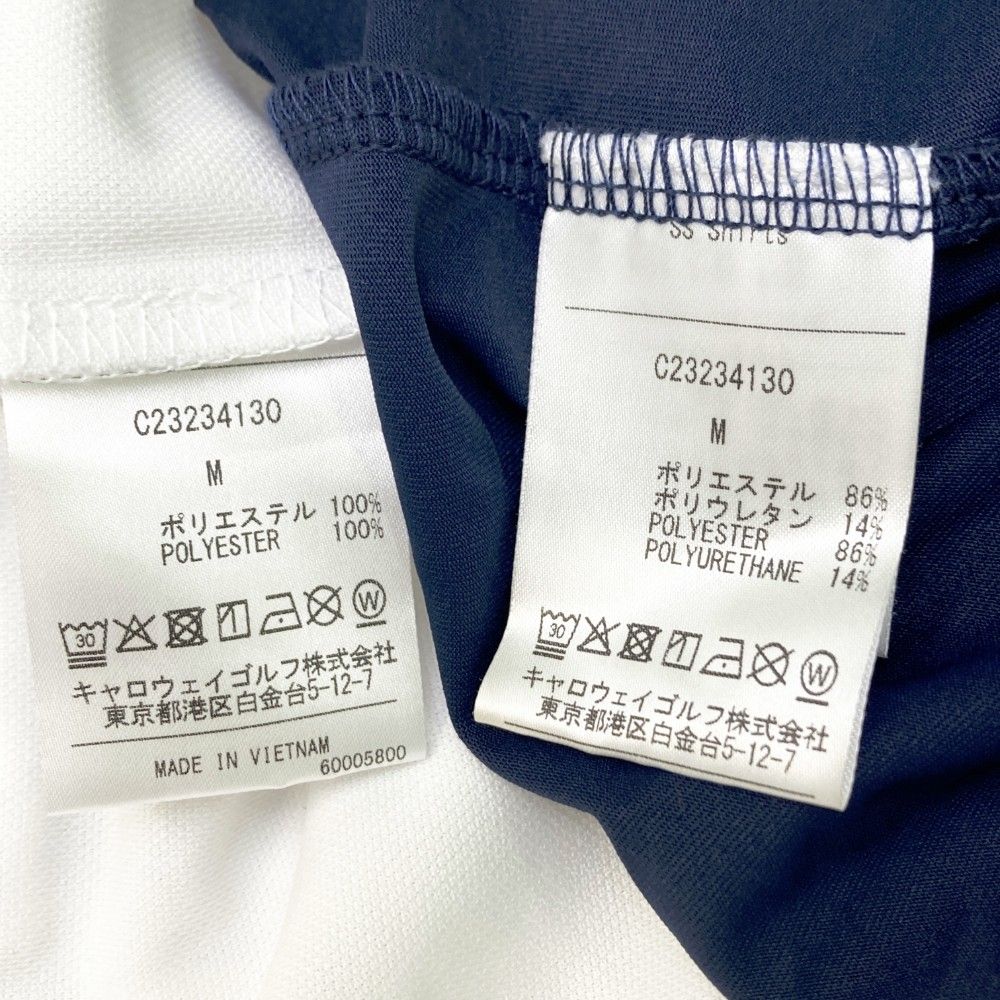 C23234130
M
ポリエステル 100%
POLYESTER 100%
30
W
キャロウェイゴルフ株式会社
東京都港区白金台5-12-7
MADE IN VIETNAM
60005800
SS Shirts
C23234130
M
ポリエステル 86%
ポリウレタン 14%
POLYESTER 86%
POLYURETHANE 14%
30
W
キャロウェイゴルフ株式会社
東京都港区白金台5-12-7